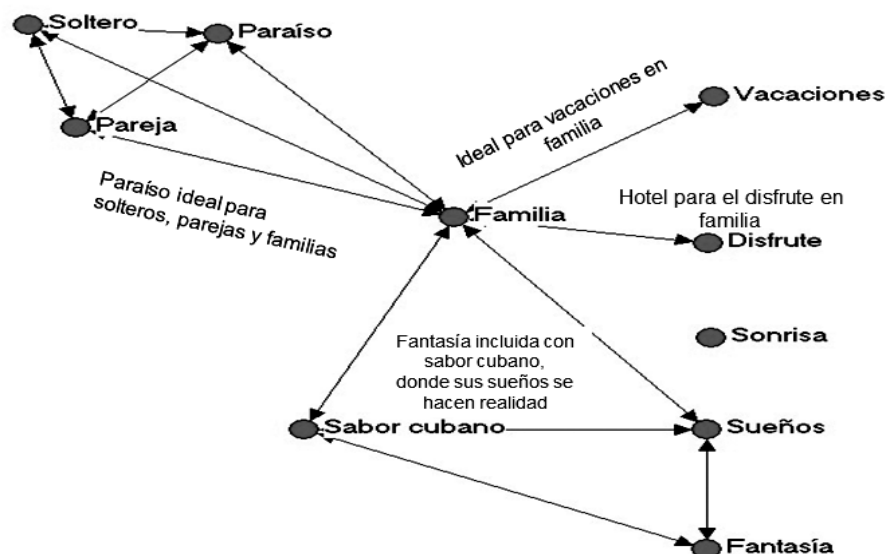 Soltero
Paraíso
Pareja
Vacaciones
Ideal para vacaciones en
familia
Paraíso ideal para
solteros, parejas y familias
Familia
Hotel para el disfrute en
familia
Disfrute
Sonrisa
Fantasía incluida con
sabor cubano,
donde sus sueños se
hacen realidad
Sabor cubano
Sueños
Fantasía